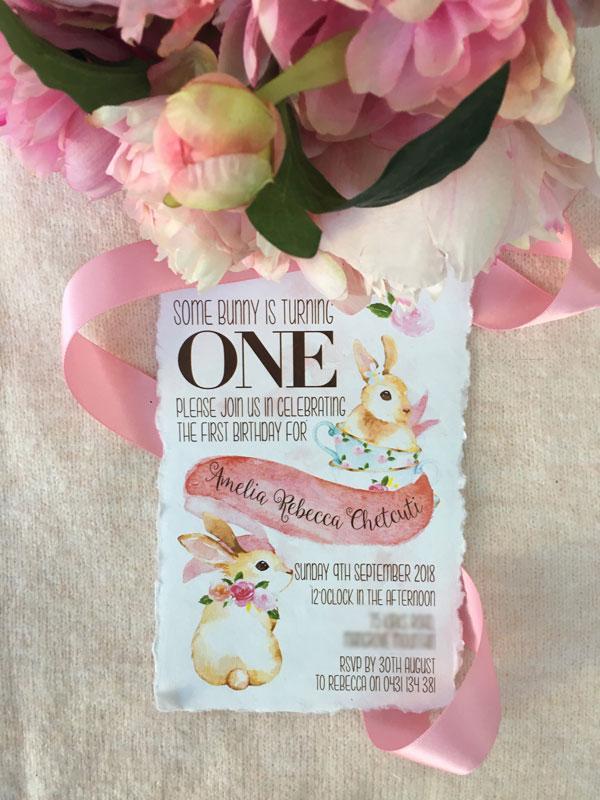 SOME BUNNY IS TURNING
ONE
PLEASE JOIN US IN CELEBRATING
THE FIRST BIRTHDAY FOR
Amelia Rebecca Chetcuti
SUNDAY 9TH SEPTEMBER 2018
12:OCLOCK IN THE AFTERNOON
RSVP BY 30TH AUGUST
TO REBECCA ON 0431 134 381